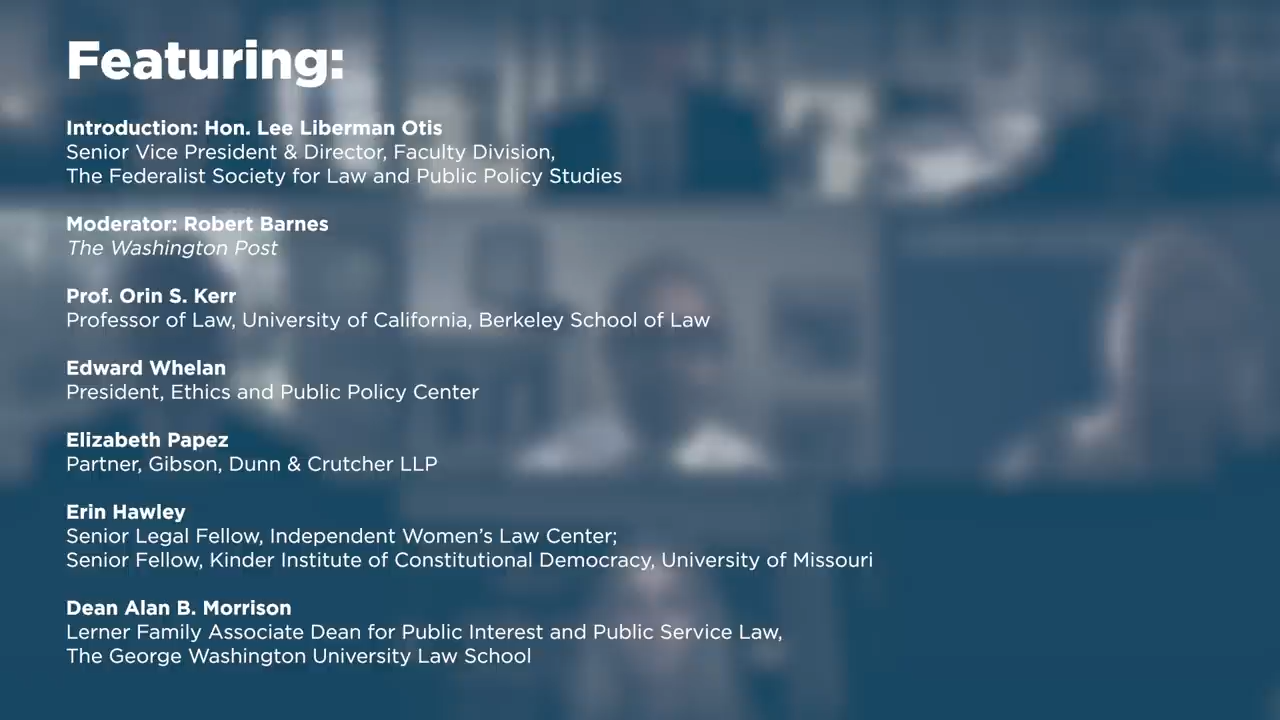 Featuring:
Introduction: Hon. Lee Liberman Otis
Senior Vice President & Director, Faculty Division,
The Federalist Society for Law and Public Policy Studies
Moderator: Robert Barnes
The Washington Post
Prof. Orin S. Kerr
Professor of Law, University of California, Berkeley School of Law
Edward Whelan
President, Ethics and Public Policy Center
Elizabeth Papez
Partner, Gibson, Dunn & Crutcher LLP
Erin Hawley
Senior Legal Fellow, Independent Women's Law Center;
Senior Fellow, Kinder Institute of Constitutional Democracy, University of Missouri
Dean Alan B. Morrison
Lerner Family Associate Dean for Public Interest and Public Service Law,
The George Washington University Law School